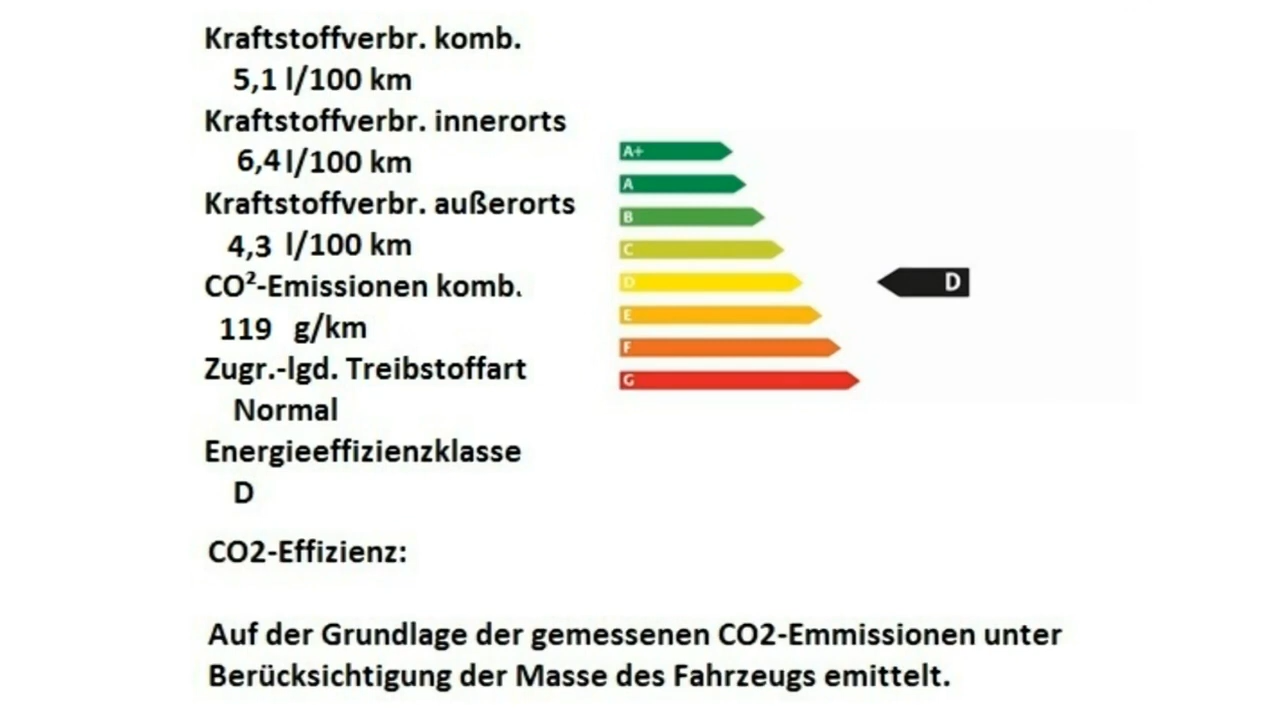 Kraftstoffverbr. komb.
5,1 l/100 km
Kraftstoffverbr. innerorts
6,4 l/100 km
Kraftstoffverbr. außerorts
4,3 l/100 km
CO²-Emissionen komb.
119 g/km
Zugr.-lgd. Treibstoffart
Normal
Energieeffizienzklasse
D
A+
A
B
C
D
D
E
F
G
CO2-Effizienz:
Auf der Grundlage der gemessenen CO2-Emmissionen unter
Berücksichtigung der Masse des Fahrzeugs emittelt.